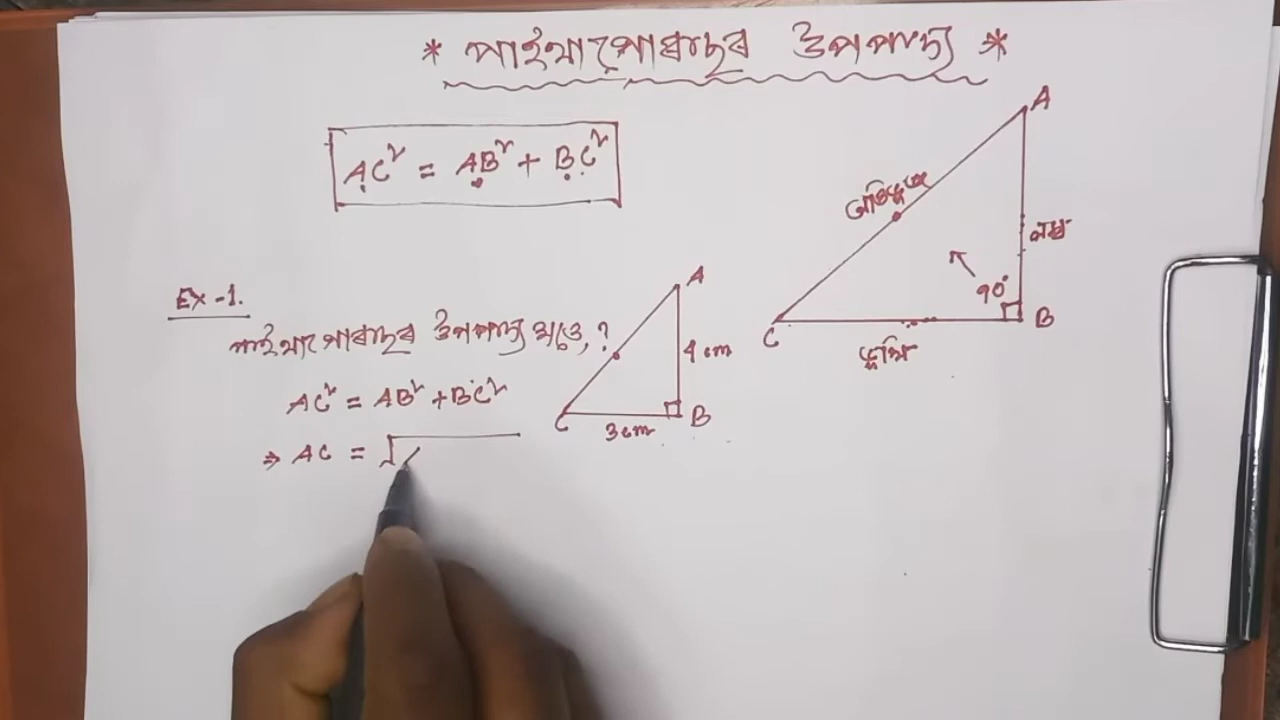 * পাইথাগোৰাছৰ উপপাদ্য *
AC² = AB² + BC²
A
অতিভূজ
লম্ব
90°
C
B
ভূমি
Ex-1.
পাইথাগোৰাছৰ উপপাদ্য মতে,
?
A
4 cm
C
B
3 cm
AC² = AB² + BC²
⇒ AC = √